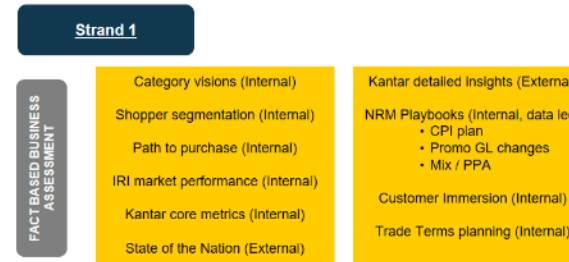 Strand 1
FACT BASED BUSINESS
ASSESSMENT
Category visions (Internal)
Shopper segmentation (Internal)
Path to purchase (Internal)
IRI market performance (Internal)
Kantar core metrics (Internal)
State of the Nation (External)
Kantar detailed insights (Externa
NRM Playbooks (Internal, data le
• CPI plan
• Promo GL changes
• Mix / PPA
Customer Immersion (Internal)
Trade Terms planning (Internal)